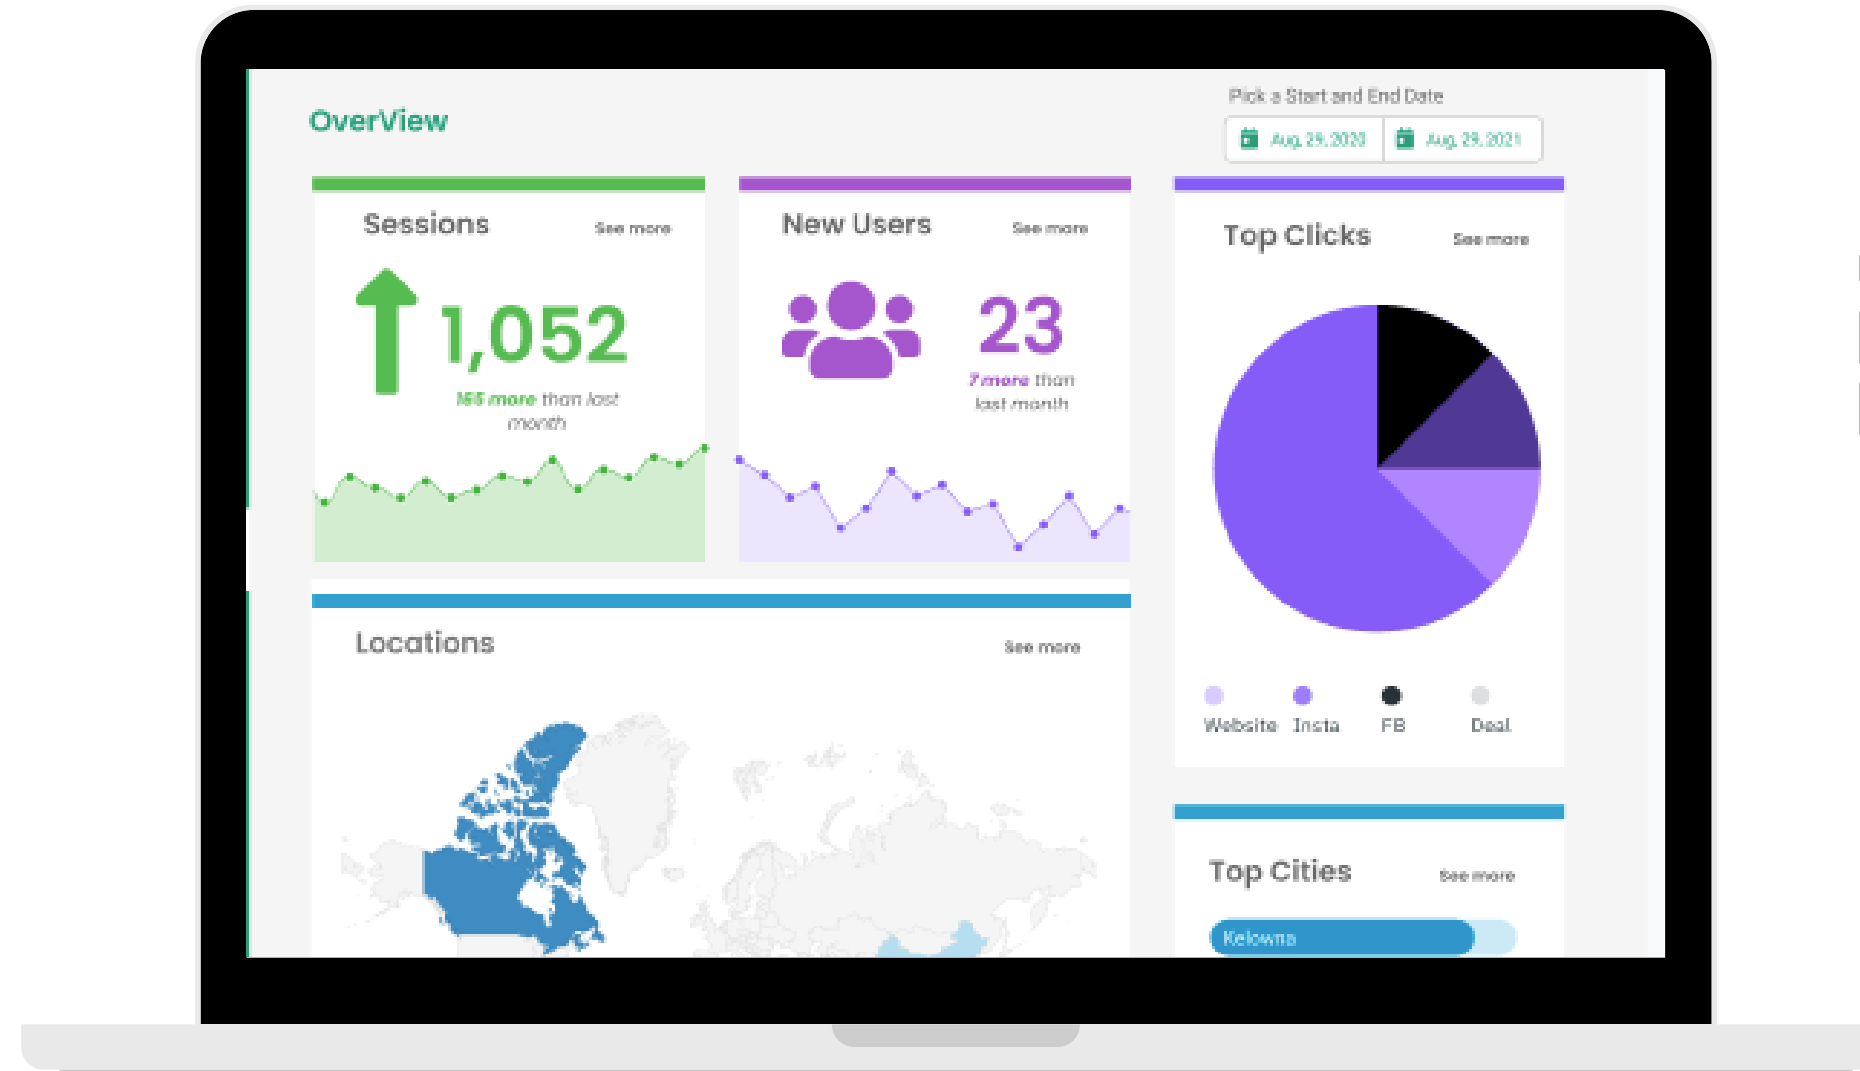 OverView
Pick a Start and End Date
Aug, 29, 2020
Aug, 29, 2021
Sessions
See more
1,052
165 more than last
month
New Users
See more
23
7 more than
last month
Top Clicks
See more
Website
Insta
FB
Deal
Locations
See more
Top Cities
See more
Kelowna